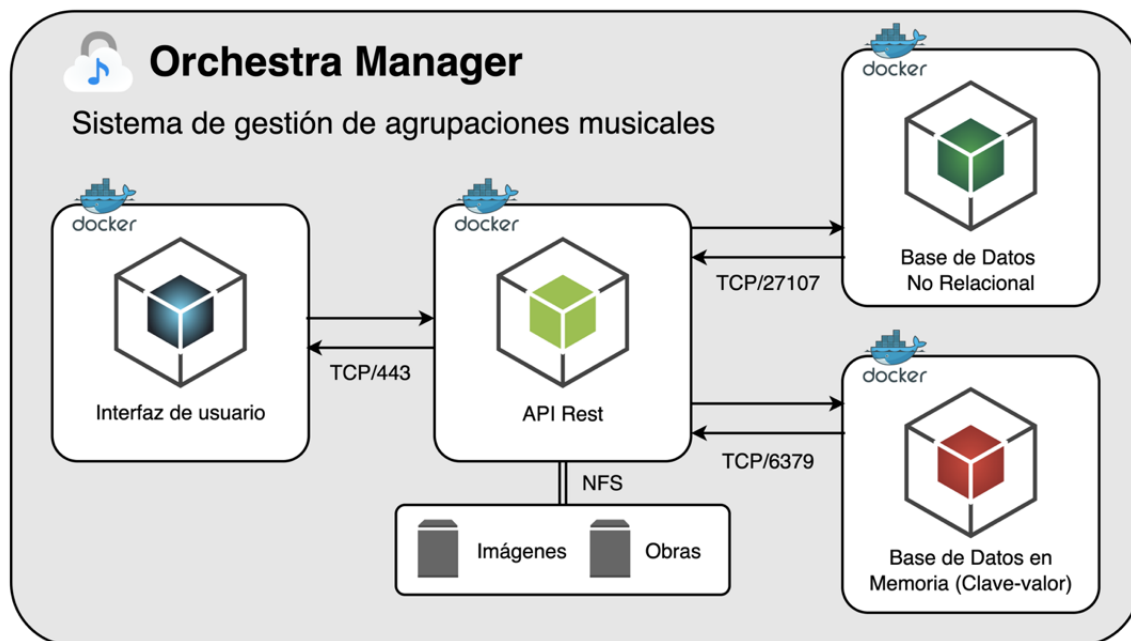 Orchestra Manager
Sistema de gestión de agrupaciones musicales
docker
Interfaz de usuario
TCP/443
docker
API Rest
NFS
Imágenes
Obras
TCP/27107
docker
Base de Datos
No Relacional
TCP/6379
docker
Base de Datos en
Memoria (Clave-valor)